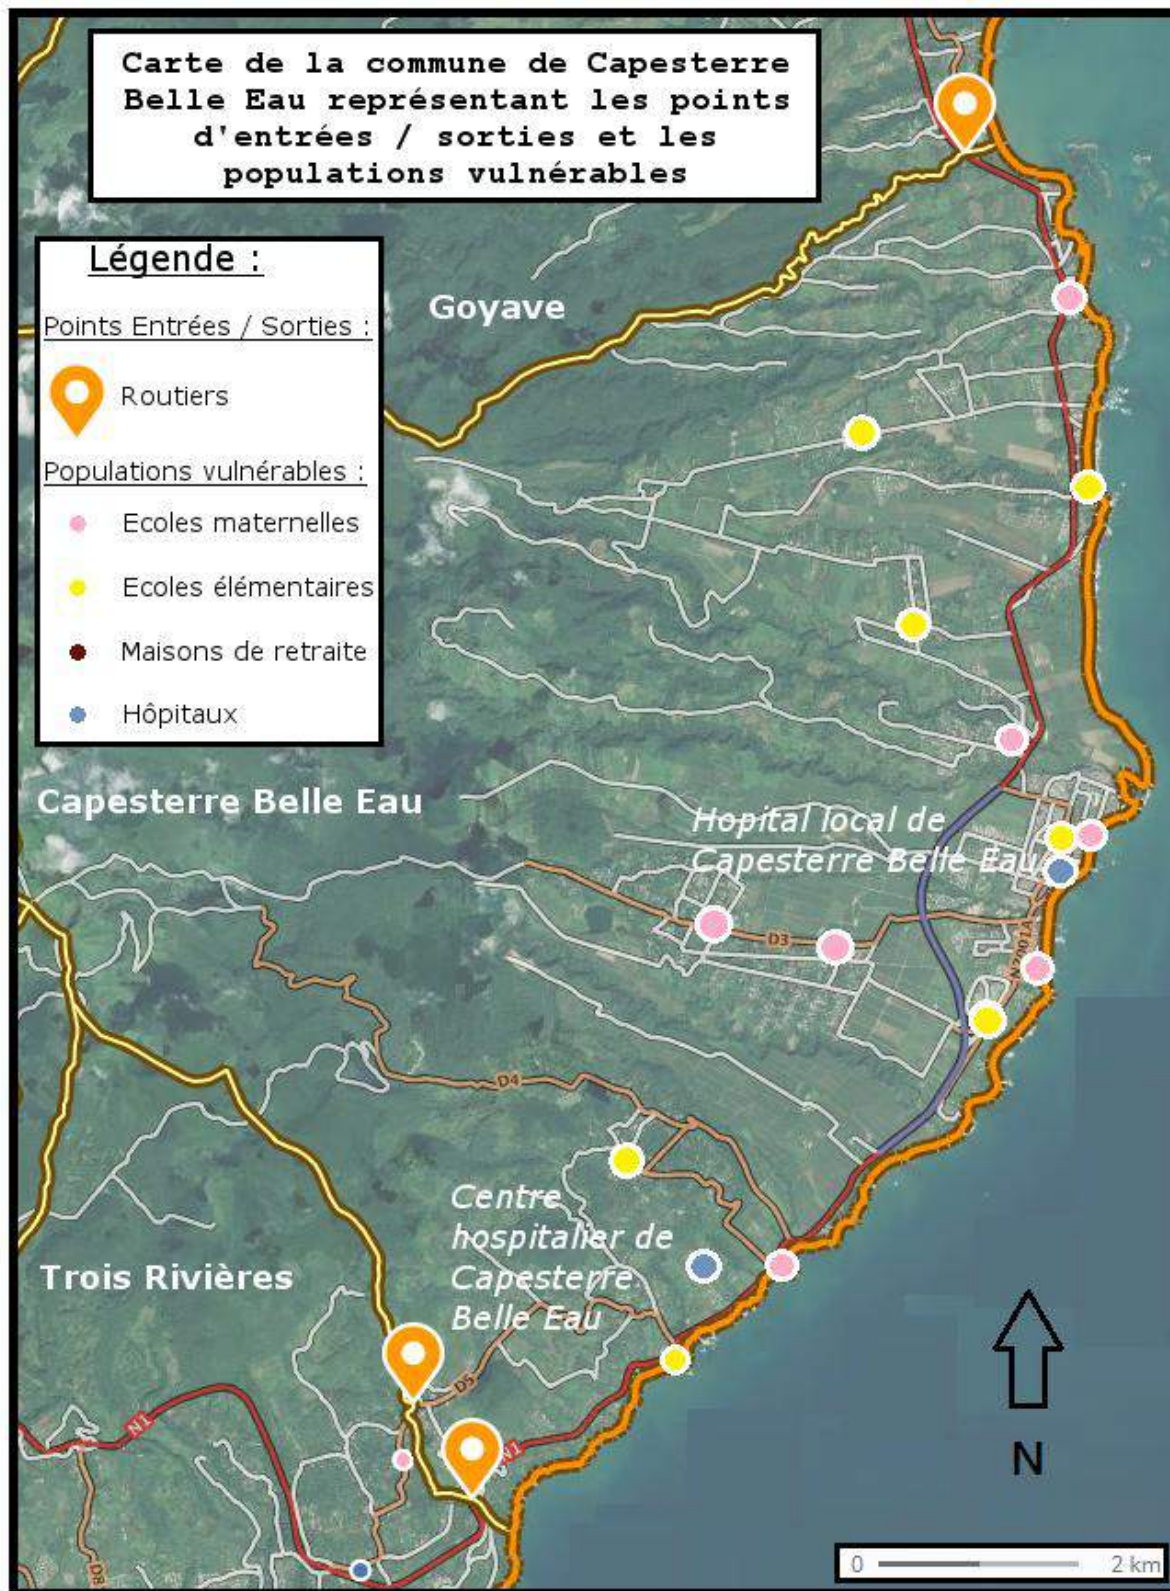 Carte de la commune de Capesterre
Belle Eau représentant les points
d'entrées / sorties et les
populations vulnérables
Légende :
Points Entrées / Sorties :
Routiers
Populations vulnérables :
Ecoles maternelles
Ecoles élémentaires
Maisons de retraite
Hôpitaux
Goyave
Capesterre Belle Eau
Hopital local de
Capesterre Belle Eau
D3
N2001A
D4
Centre
hospitalier de
Capesterre
Belle Eau
Trois Rivières
D5
N1
N1
D8
N
0 2 km